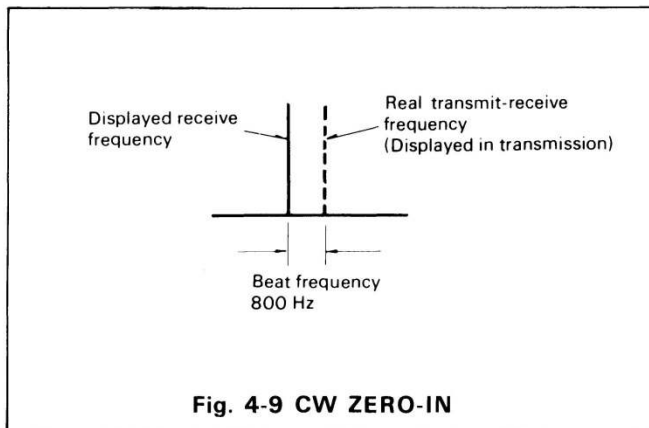 Displayed receive
frequency
Real transmit-receive
frequency
(Displayed in transmission)
Beat frequency
800 Hz
Fig. 4-9 CW ZERO-IN